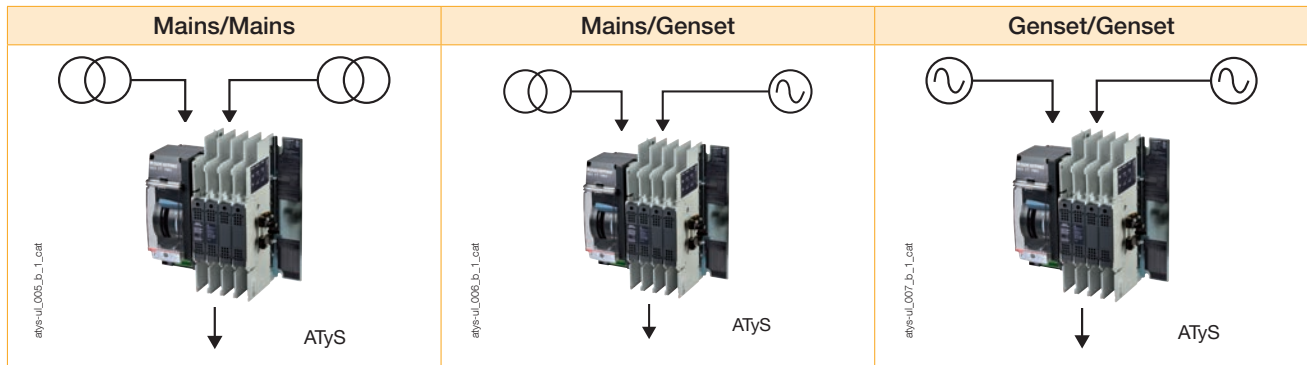 Mains/Mains
Mains/Genset
Genset/Genset
atys-ul_005_b_1_cat
ATyS
atys-ul_006_b_1_cat
ATyS
atys-ul_007_b_1_cat
ATyS